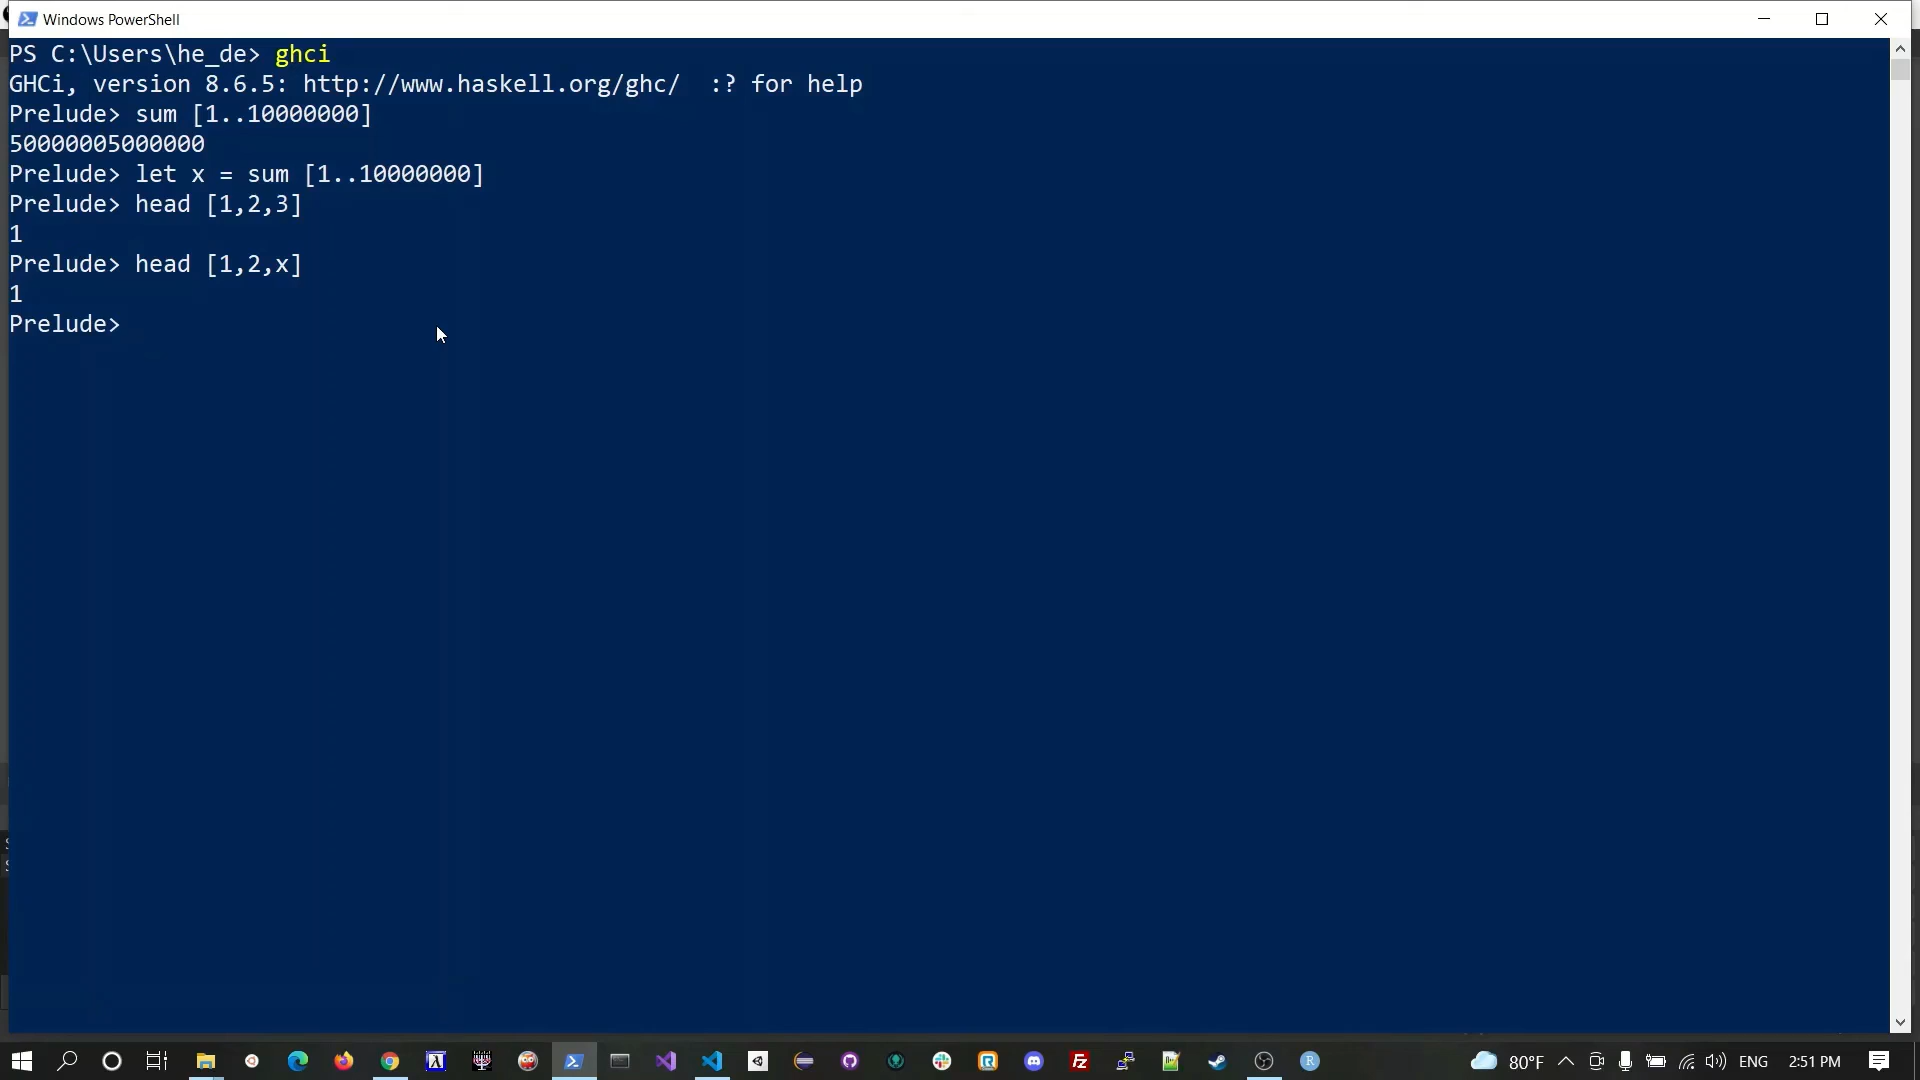 Windows PowerShell
PS C:\Users\he_de> ghci
GHCi, version 8.6.5: http://www.haskell.org/ghc/  :? for help
Prelude> sum [1..10000000]
50000005000000
Prelude> let x = sum [1..10000000]
Prelude> head [1,2,3]
1
Prelude> head [1,2,x]
1
Prelude>
80°F ENG 2:51 PM